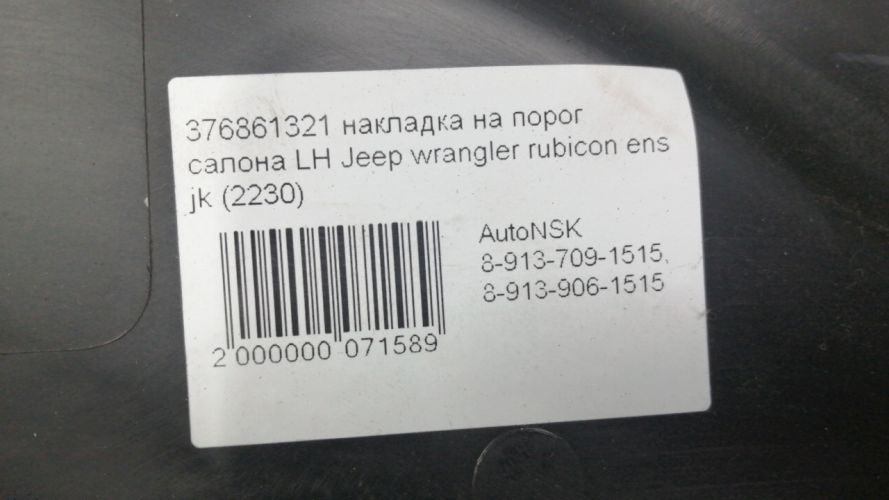 376861321 накладка на порог
салона LH Jeep wrangler rubicon ens
jk (2230)
AutoNSK
8-913-709-1515,
8-913-906-1515
2 000000 071589